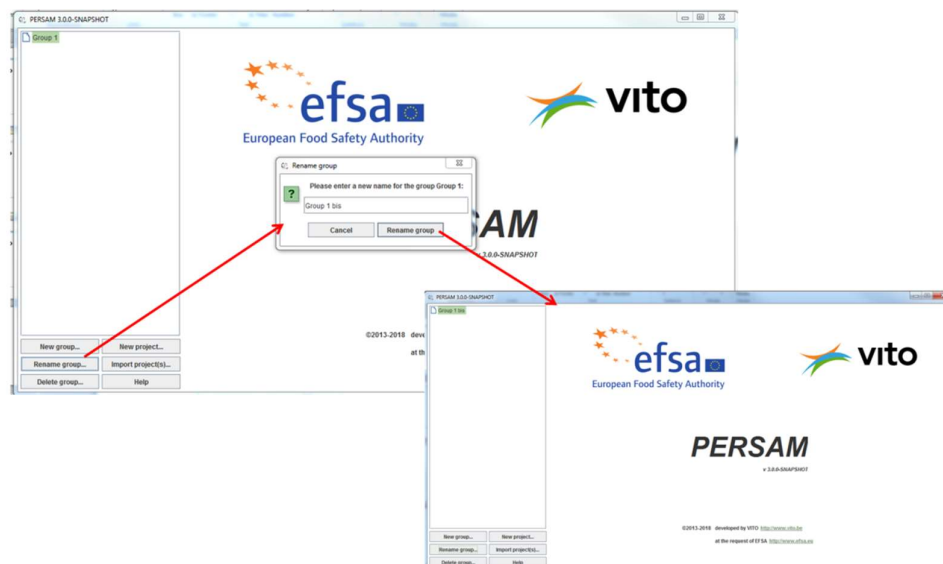 PERSAM 3.0.0-SNAPSHOT
Group 1
efsa
European Food Safety Authority
vito
Rename group
Please enter a new name for the group Group 1:
Group 1 bis
Cancel
Rename group
AM
3.0.0-SNAPSHOT
©2013-2018
at th
New group...
New project...
Rename group...
Import project(s)...
Delete group...
Help
PERSAM 3.0.0-SNAPSHOT
Group 1 bis
efsa
European Food Safety Authority
vito
PERSAM
v 3.0.0-SNAPSHOT
©2013-2018 developed by VITO http://www.vito.be
at the request of EFSA http://www.efsa.eu
New group...
New project...
Rename group...
Import project(s)...
Delete group...
Help